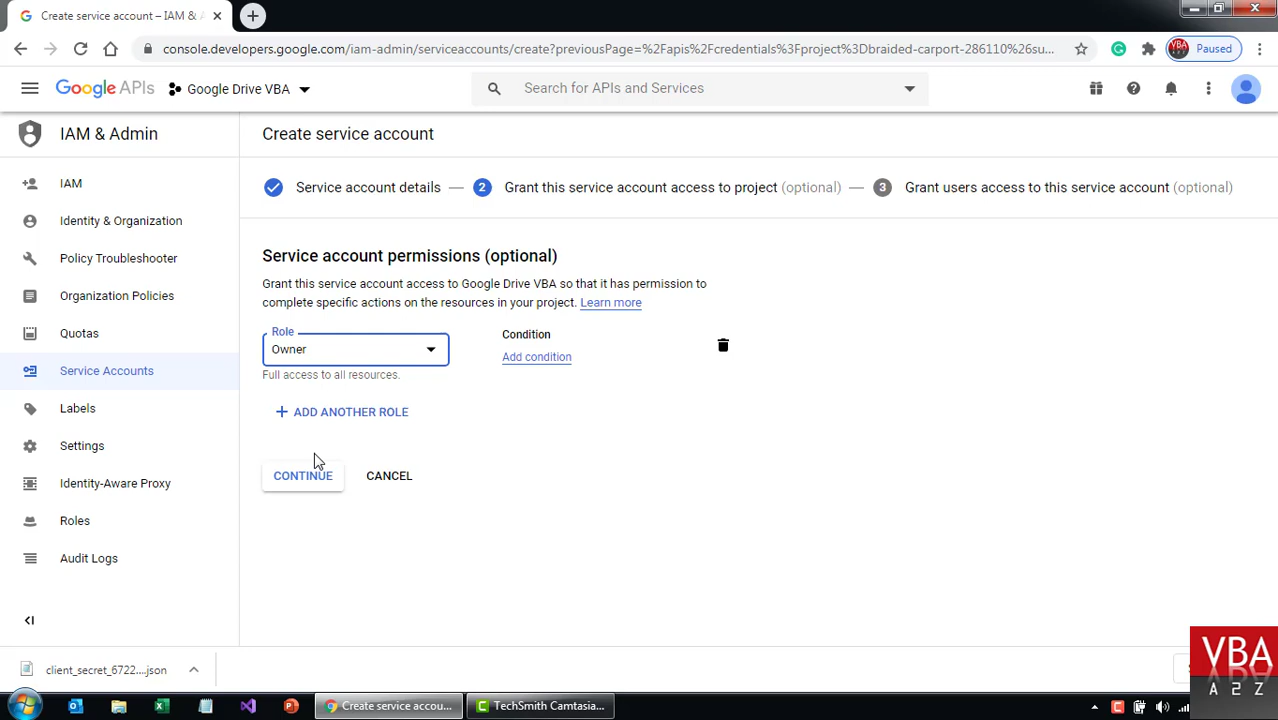 Create service account – IAM & A
console.developers.google.com/iam-admin/serviceaccounts/create?previousPage=%2Fapis%2Fcredentials%3Fproject%3Dbraided-carport-286110%26su...
VBA
Paused
Google APIs
Google Drive VBA
Search for APIs and Services
IAM & Admin
Create service account
Service account details
2
Grant this service account access to project (optional)
3
Grant users access to this service account (optional)
IAM
Identity & Organization
Policy Troubleshooter
Organization Policies
Quotas
Service Accounts
Labels
Settings
Identity-Aware Proxy
Roles
Audit Logs
Service account permissions (optional)
Grant this service account access to Google Drive VBA so that it has permission to
complete specific actions on the resources in your project. Learn more
Role
Owner
Full access to all resources.
Condition
Add condition
ADD ANOTHER ROLE
CONTINUE
CANCEL
client_secret_6722....json
VBA
A 2 Z
Create service accou...
TechSmith Camtasia...